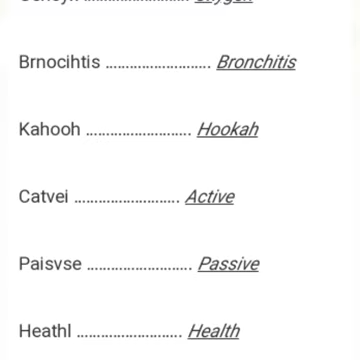 Brnocihtis .......................... Bronchitis
Kahooh .......................... Hookah
Catvei .......................... Active
Paisvse .......................... Passive
Heathl .......................... Health